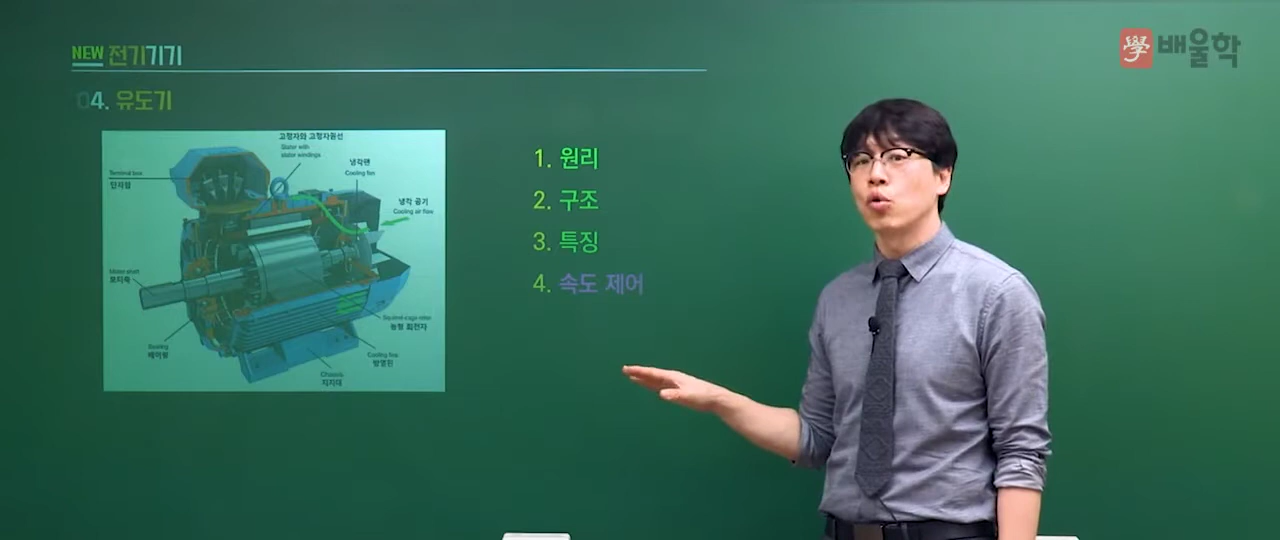 NEW 전기기기
學 배울학
04. 유도기
고정자와 고정자권선
Stator with
stator windings
냉각팬
Cooling fan
냉각 공기
Cooling air flow
Terminal box
단자함
Motor shaft
모터축
Bearing
베어링
Squirrel-cage rotor
농형 회전자
Cooling fins
방열핀
Chassis
지지대
1. 원리
2. 구조
3. 특징
4. 속도 제어